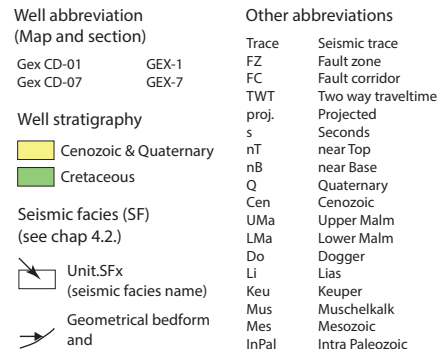 Well abbreviation
(Map and section)
Gex CD-01 GEX-1
Gex CD-07 GEX-7
Well stratigraphy
Cenozoic & Quaternary
Cretaceous
Seismic facies (SF)
(see chap 4.2.)
Unit.SFx
(seismic facies name)
Geometrical bedform
and
Other abbreviations
Trace Seismic trace
FZ Fault zone
FC Fault corridor
TWT Two way traveltime
proj. Projected
s Seconds
nT near Top
nB near Base
Q Quaternary
Cen Cenozoic
UMa Upper Malm
LMa Lower Malm
Do Dogger
Li Lias
Keu Keuper
Mus Muschelkalk
Mes Mesozoic
InPal Intra Paleozoic